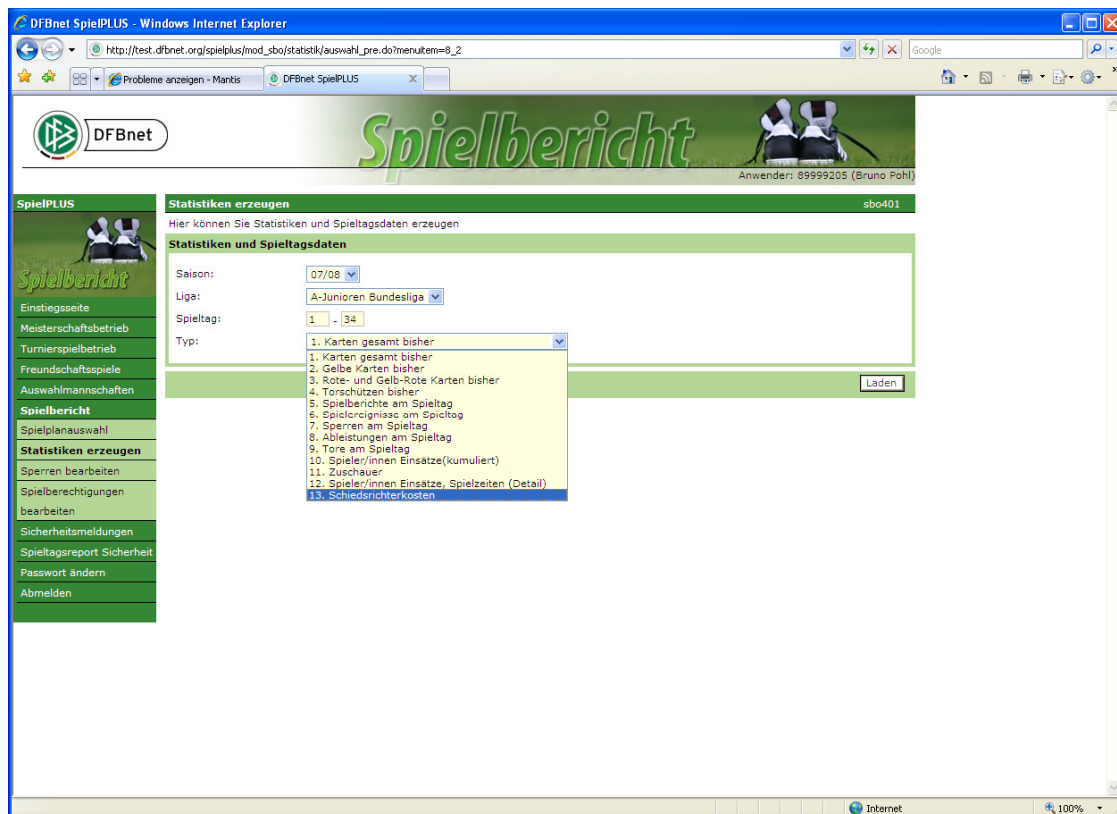 DFBnet SpielPLUS - Windows Internet Explorer
http://test.dfbnet.org/spielplus/mod_sbo/statistik/auswahl_pre.do?menuitem=8_2
Google
Probleme anzeigen - Mantis
DFBnet SpielPLUS
DFBnet
Spielbericht
Anwender: 89999205 (Bruno Pohl)
SpielPLUS
Spielbericht
Einstiegsseite
Meisterschaftsbetrieb
Turnierspielbetrieb
Freundschaftsspiele
Auswahlmannschaften
Spielbericht
Spielplanauswahl
Statistiken erzeugen
Sperren bearbeiten
Spielberechtigungen
bearbeiten
Sicherheitsmeldungen
Spieltagsreport Sicherheit
Passwort ändern
Abmelden
Statistiken erzeugen sbo401
Hier können Sie Statistiken und Spieltagsdaten erzeugen
Statistiken und Spieltagsdaten
Saison: 07/08
Liga: A-Junioren Bundesliga
Spieltag: 1 - 34
Typ: 1. Karten gesamt bisher
1. Karten gesamt bisher
2. Gelbe Karten bisher
3. Rote- und Gelb-Rote Karten bisher
4. Torschützen bisher
5. Spielberichte am Spieltag
6. Spielereignisse am Spieltag
7. Sperren am Spieltag
8. Ableistungen am Spieltag
9. Tore am Spieltag
10. Spieler/innen Einsätze(kumuliert)
11. Zuschauer
12. Spieler/innen Einsätze, Spielzeiten (Detail)
13. Schiedsrichterkosten
Laden
Internet
100%